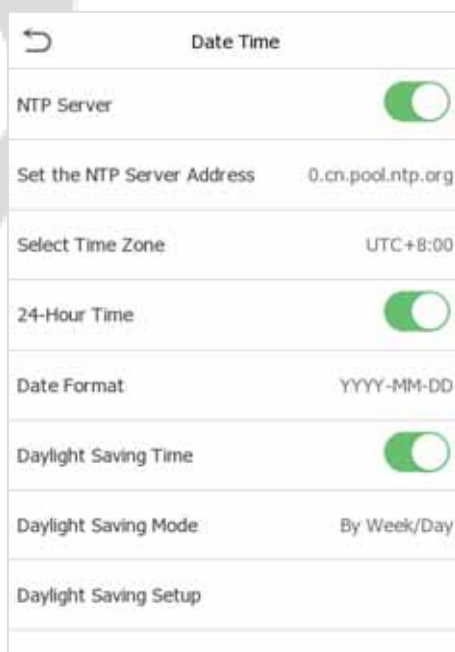 Date Time
NTP Server
Set the NTP Server Address 0.cn.pool.ntp.org
Select Time Zone UTC+8:00
24-Hour Time
Date Format YYYY-MM-DD
Daylight Saving Time
Daylight Saving Mode By Week/Day
Daylight Saving Setup